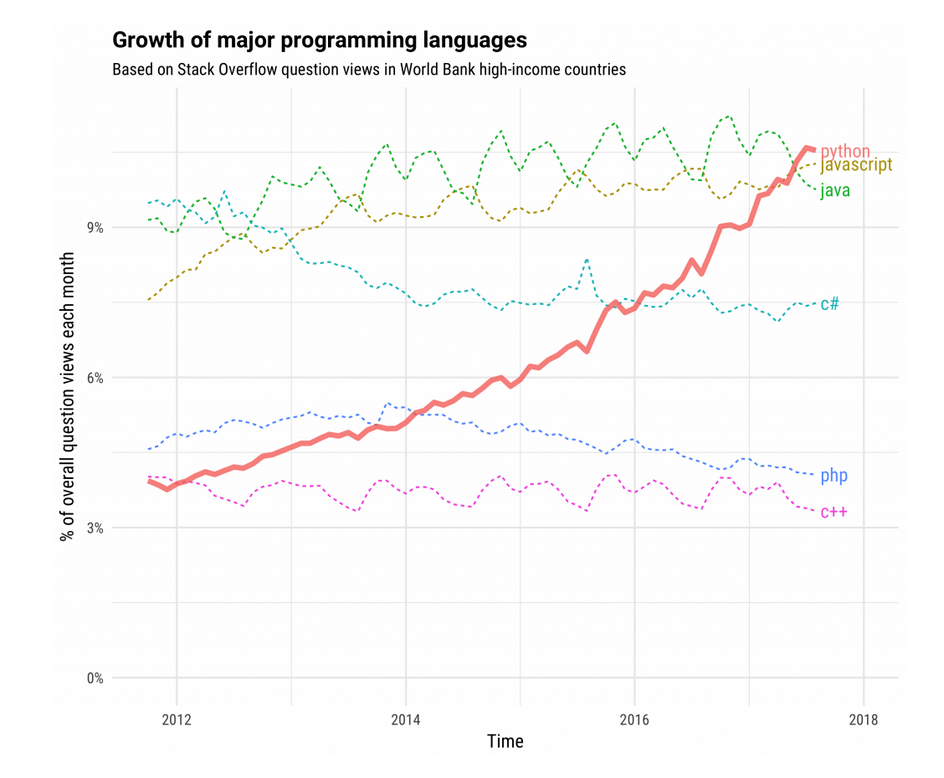 Growth of major programming languages
Based on Stack Overflow question views in World Bank high-income countries
% of overall question views each month
9%
6%
3%
0%
python
javascript
java
c#
php
c++
2012
2014
2016
2018
Time